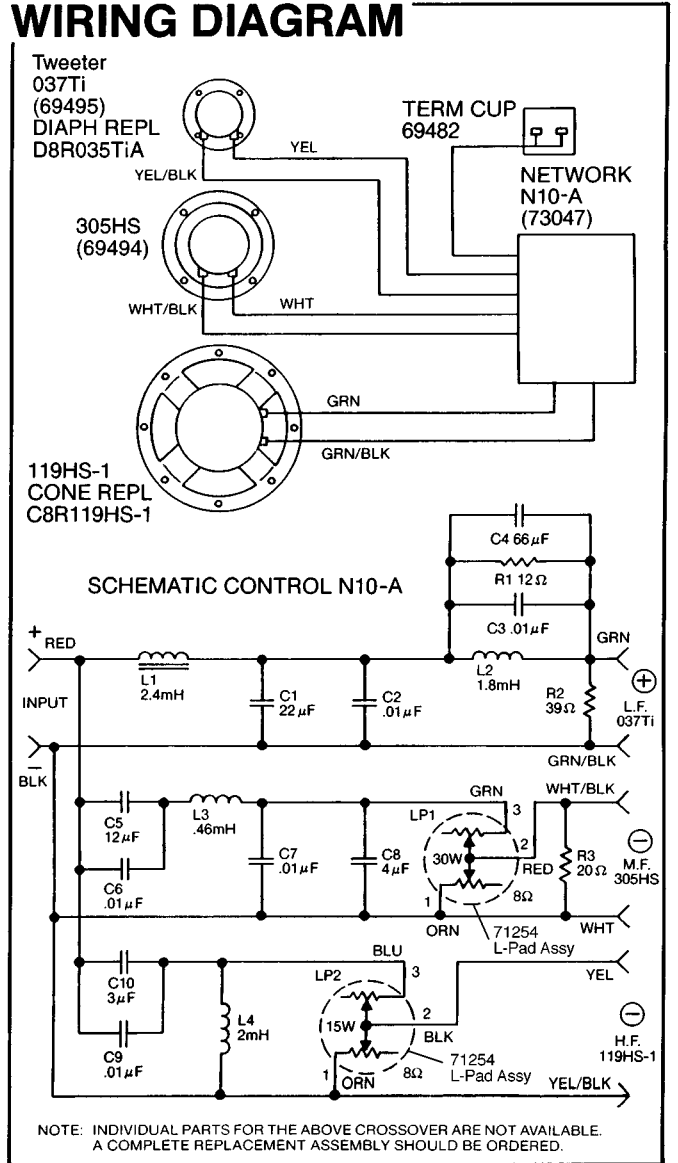 WIRING DIAGRAM
Tweeter
037Ti
(69495)
DIAPH REPL
D8R035TiA
TERM CUP
69482
YEL
YEL/BLK
NETWORK
N10-A
(73047)
305HS
(69494)
WHT/BLK
WHT
GRN
GRN/BLK
119HS-1
CONE REPL
C8R119HS-1
C4 66µF
R1 12Ω
C3 .01µF
SCHEMATIC CONTROL N10-A
+
RED
L1
2.4mH
L2
1.8mH
GRN
INPUT
C1
22µF
C2
.01µF
R2
39Ω
+
L.F.
037Ti
−
BLK
GRN/BLK
C5
12µF
L3
.46mH
GRN
LP1
3
WHT/BLK
C6
.01µF
C7
.01µF
C8
4µF
30W
2
RED
R3
20Ω
−
M.F.
305HS
1
8Ω
ORN
71254
L-Pad Assy
WHT
C10
3µF
BLU
LP2
3
YEL
L4
2mH
15W
2
BLK
C9
.01µF
−
H.F.
119HS-1
1
ORN
8Ω
71254
L-Pad Assy
YEL/BLK
NOTE: INDIVIDUAL PARTS FOR THE ABOVE CROSSOVER ARE NOT AVAILABLE.
A COMPLETE REPLACEMENT ASSEMBLY SHOULD BE ORDERED.